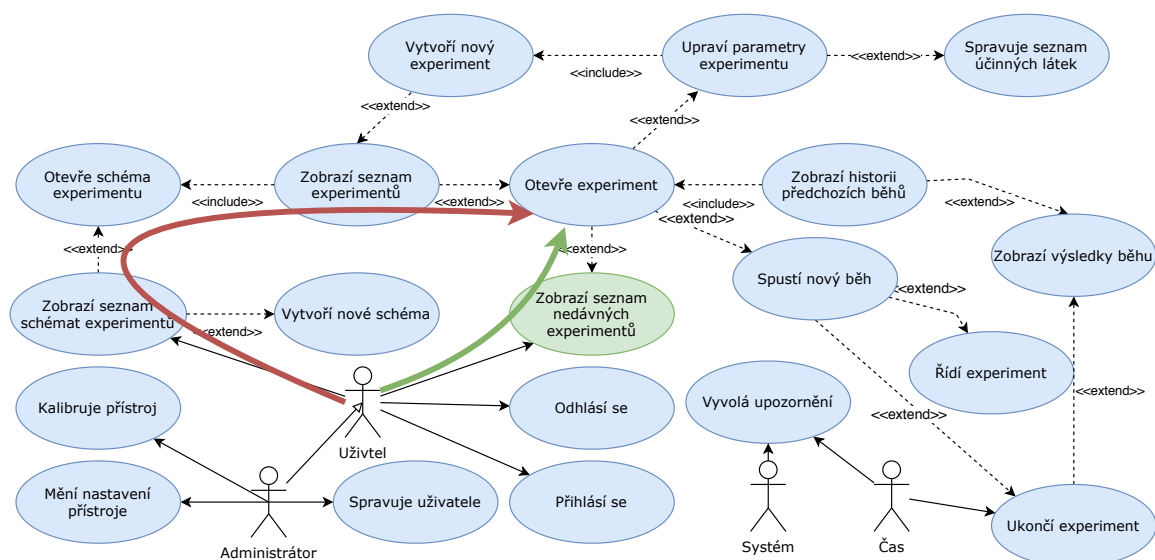 Vytvoří nový
experiment
Upraví parametry
experimentu
Spravuje seznam
účinných látek
<<include>>
<<extend>>
<<extend>>
<<extend>>
Otevře schéma
experimentu
Zobrazí seznam
experimentů
Otevře experiment
Zobrazí historii
předchozích běhů
<<include>>
<<extend>>
<<include>>
<<extend>>
<<extend>>
<<extend>>
<<extend>>
Zobrazí výsledky běhu
Spustí nový běh
<<extend>>
Zobrazí seznam
schémat experimentů
<<extend>>
Vytvoří nové schéma
Zobrazí seznam
nedávných
experimentů
Řídí experiment
<<extend>>
<<extend>>
Kalibruje přístroj
Odhlásí se
Vyvolá upozornění
Uživtel
Mění nastavení
přístroje
Spravuje uživatele
Přihlásí se
Ukončí experiment
Administrátor
Systém
Čas